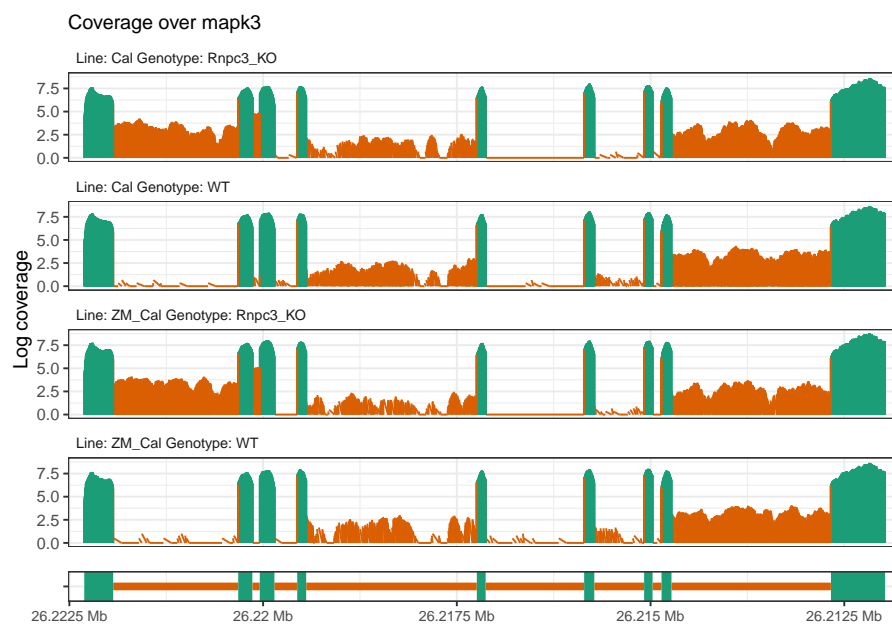 Coverage over mapk3
Line: Cal Genotype: Rnpc3_KO
7.5
5.0
2.5
0.0
Line: Cal Genotype: WT
7.5
5.0
2.5
0.0
Log coverage
Line: ZM_Cal Genotype: Rnpc3_KO
7.5
5.0
2.5
0.0
Line: ZM_Cal Genotype: WT
7.5
5.0
2.5
0.0
26.2225 Mb 26.22 Mb 26.2175 Mb 26.215 Mb 26.2125 Mb